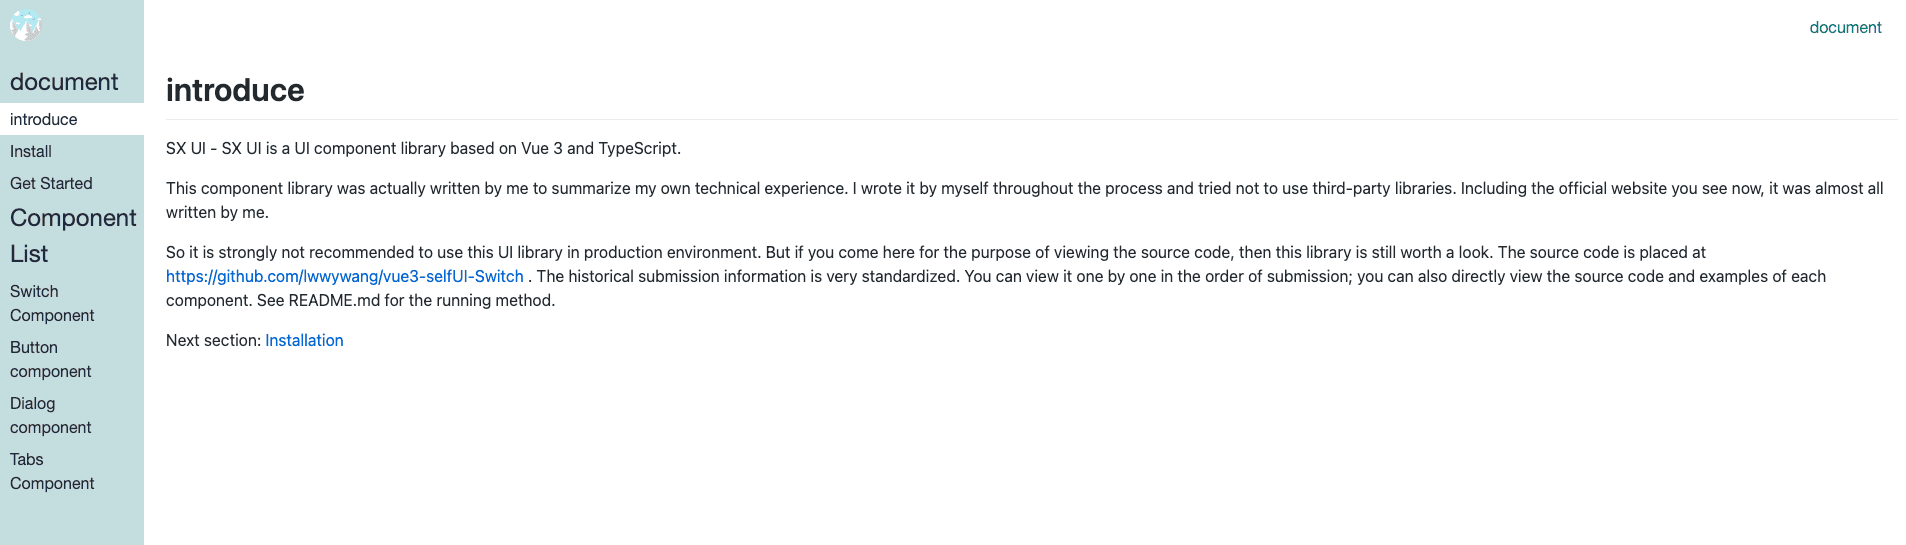 document
document
introduce
Install
Get Started
Component
List
Switch
Component
Button
component
Dialog
component
Tabs
Component
introduce
SX UI - SX UI is a UI component library based on Vue 3 and TypeScript.
This component library was actually written by me to summarize my own technical experience. I wrote it by myself throughout the process and tried not to use third-party libraries. Including the official website you see now, it was almost all
written by me.
So it is strongly not recommended to use this UI library in production environment. But if you come here for the purpose of viewing the source code, then this library is still worth a look. The source code is placed at
https://github.com/lwwywang/vue3-selfUI-Switch . The historical submission information is very standardized. You can view it one by one in the order of submission; you can also directly view the source code and examples of each
component. See README.md for the running method.
Next section: Installation